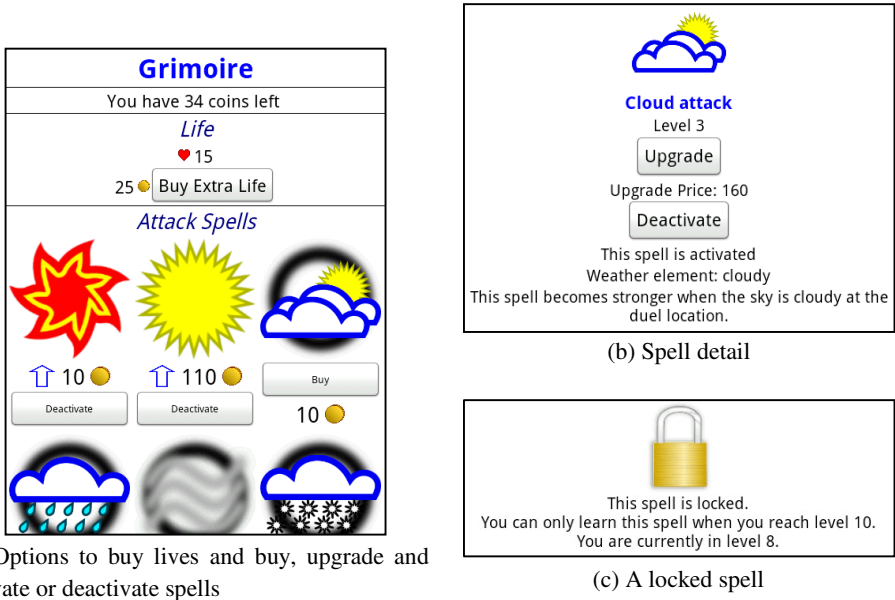 Grimoire
You have 34 coins left
Life
15
25 Buy Extra Life
Attack Spells
10
110
Buy
Deactivate
Deactivate
10
Options to buy lives and buy, upgrade and
vate or deactivate spells
Cloud attack
Level 3
Upgrade
Upgrade Price: 160
Deactivate
This spell is activated
Weather element: cloudy
This spell becomes stronger when the sky is cloudy at the
duel location.
(b) Spell detail
This spell is locked.
You can only learn this spell when you reach level 10.
You are currently in level 8.
(c) A locked spell